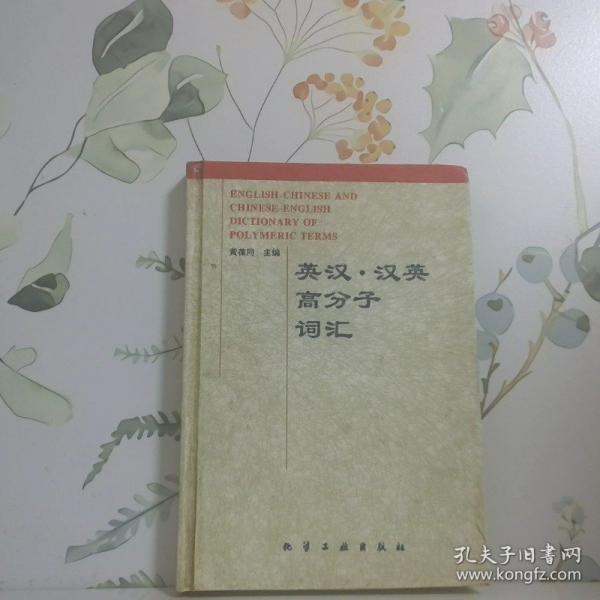 ENGLISH-CHINESE AND
CHINESE-ENGLISH
DICTIONARY OF
POLYMERIC TERMS
黄葆同 主编
英汉·汉英
高分子
词汇
化学工业出版社
孔夫子旧书网
www.kongfz.com